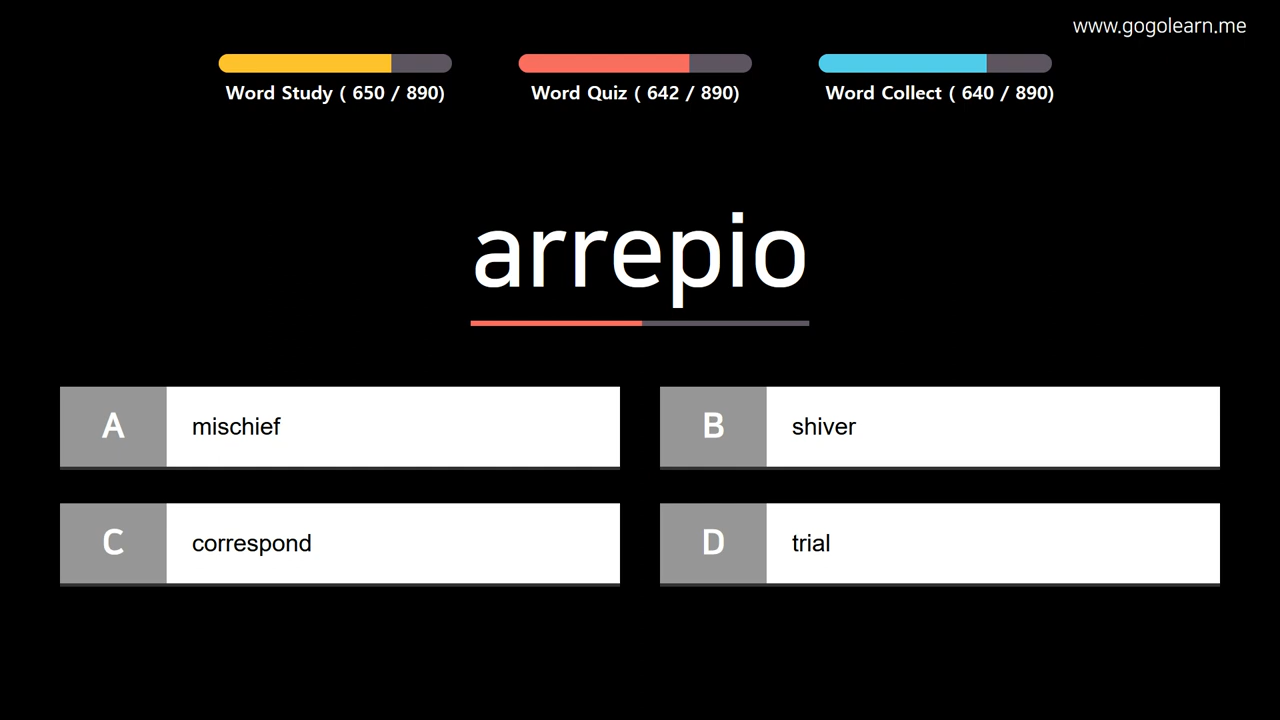 www.gogolearn.me
Word Study ( 650 / 890)
Word Quiz ( 642 / 890)
Word Collect ( 640 / 890)
arrepio
A mischief
B shiver
C correspond
D trial